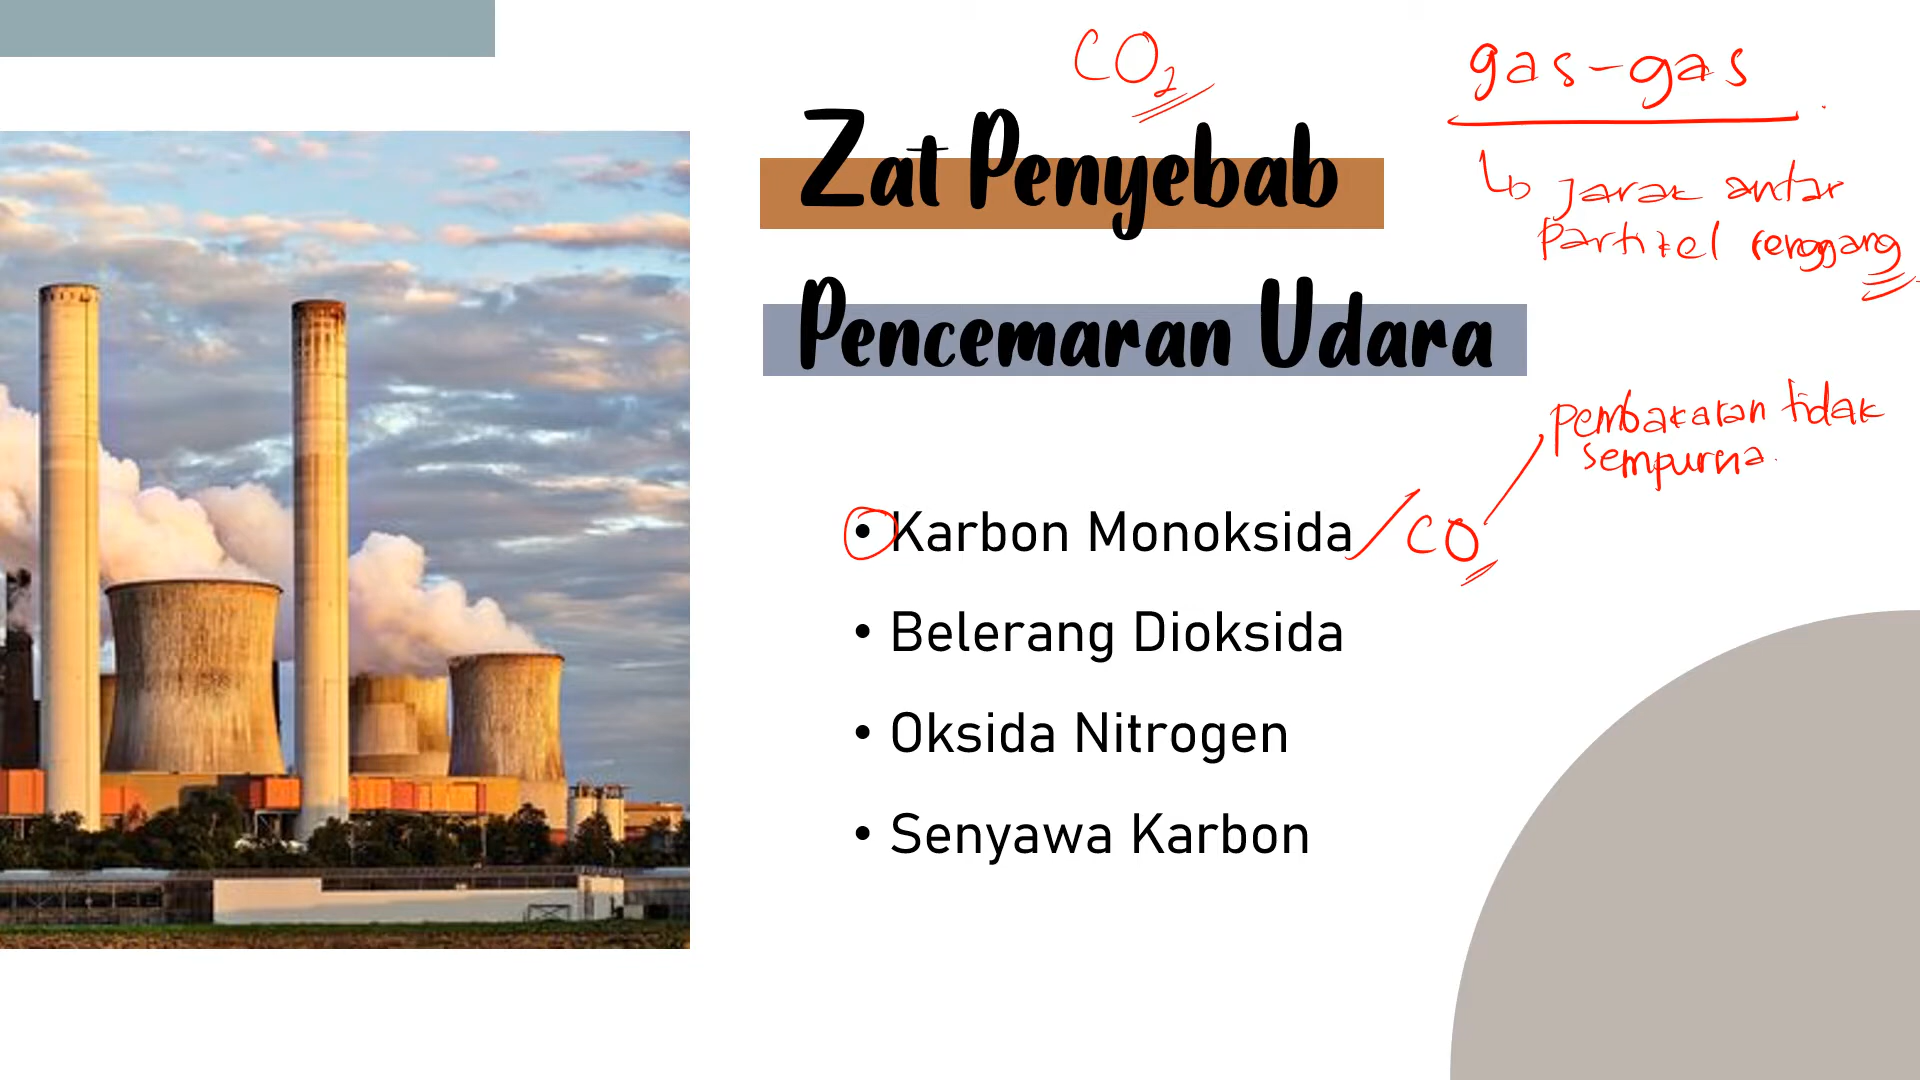 CO₂
gas-gas
Zat Penyebab
↳ Jarak antar
Partikel renggang
Pencemaran Udara
Pembakaran tidak
sempurna.
• Karbon Monoksida
CO
• Belerang Dioksida
• Oksida Nitrogen
• Senyawa Karbon